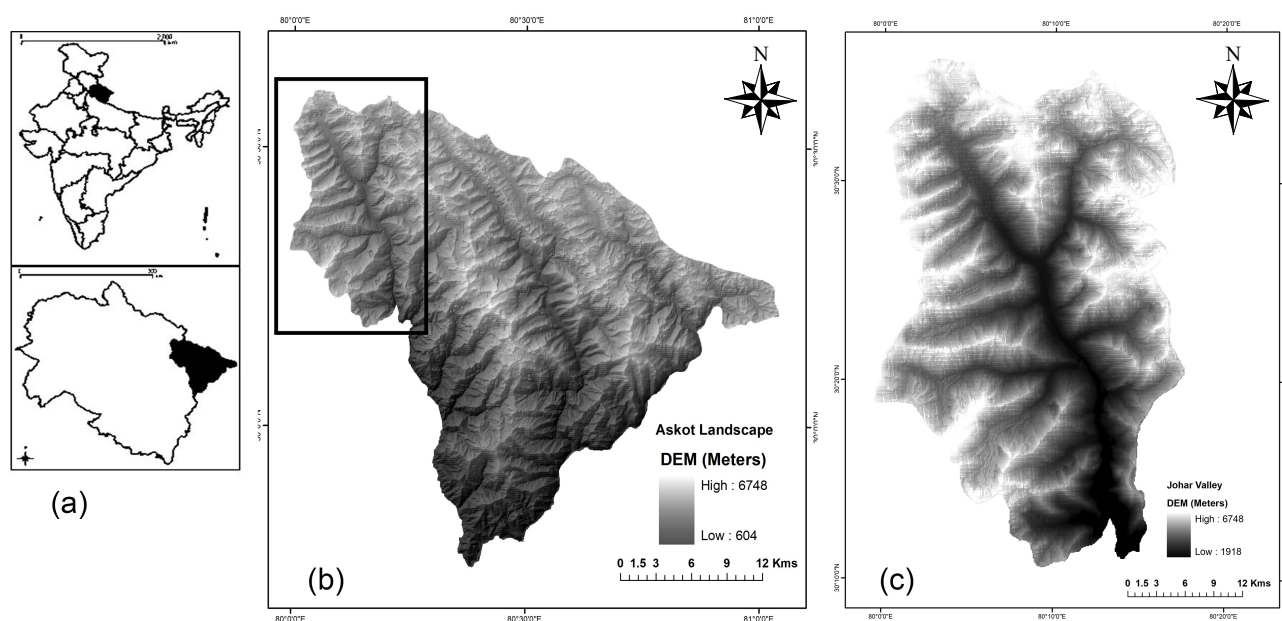 2,000
km
(a)
80°0'0"E
80°30'0"E
81°0'0"E
N
Askot Landscape
DEM (Meters)
High : 6748
Low : 604
0 1.5 3 6 9 12 Kms
(b)
80°0'0"E
80°30'0"E
81°0'0"E
80°0'0"E
80°10'0"E
80°20'0"E
N
30°30'0"N
30°20'0"N
30°10'0"N
Johar Valley
DEM (Meters)
High : 6748
Low : 1918
0 1.5 3 6 9 12 Kms
(c)
80°0'0"E
80°10'0"E
80°20'0"E